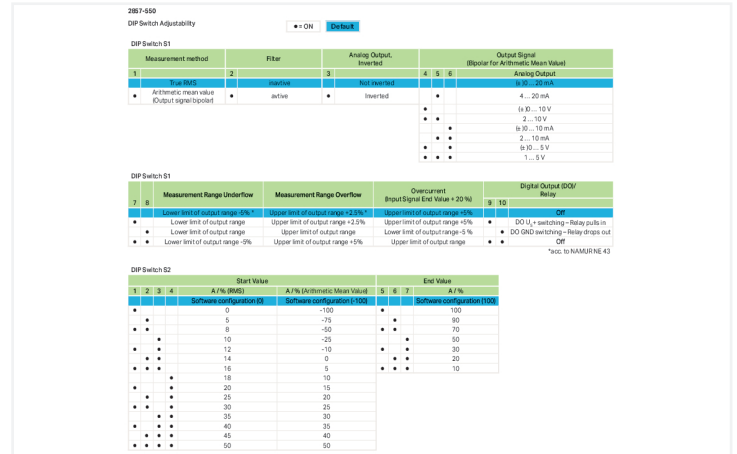 2857-550
DIP Switch Adjustability
● = ON Default
DIP Switch S1
Measurement method Filter Analog Output, Inverted Output Signal (Bipolar for Arithmetic Mean Value)
1 2 3 4 5 6 Analog Output
True RMS inavtive Not inverted (±)0 ... 20 mA
● Arithmetic mean value (Output signal bipolar) ● avtive ● Inverted ● 4 ... 20 mA
● (±)0 ... 10 V
● ● 2 ... 10 V
● (±)0 ... 10 mA
● ● 2 ... 10 mA
● ● (±)0 ... 5 V
● ● ● 1 ... 5 V
DIP Switch S1
7 8 Measurement Range Underflow Measurement Range Overflow Overcurrent (Input Signal End Value + 20 %) Digital Output (DO)/ Relay
9 10
Lower limit of output range -5% * Upper limit of output range +2.5% * Upper limit of output range +5% Off
● Lower limit of output range Upper limit of output range +2.5% Upper limit of output range +5% ● DO U_+ switching – Relay pulls in
● Lower limit of output range Upper limit of output range Lower limit of output range -5 % ● DO GND switching – Relay drops out
● ● Lower limit of output range -5% Upper limit of output range +5% Upper limit of output range ● ● Off
*acc. to NAMUR NE 43
DIP Switch S2
Start Value End Value
1 2 3 4 A / % (RMS) A / % (Arithmetic Mean Value) 5 6 7 A / %
Software configuration (0) Software configuration (-100) Software configuration (100)
● 0 -100 ● 100
● 5 -75 ● 90
● ● 8 -50 ● ● 70
● 10 -25 ● 50
● ● 12 -10 ● ● 30
● ● 14 0 ● ● 20
● ● ● 16 5 ● ● ● 10
● 18 10
● ● 20 15
● ● 25 20
● ● ● 30 25
● ● 35 30
● ● ● 40 35
● ● ● 45 40
● ● ● ● 50 50